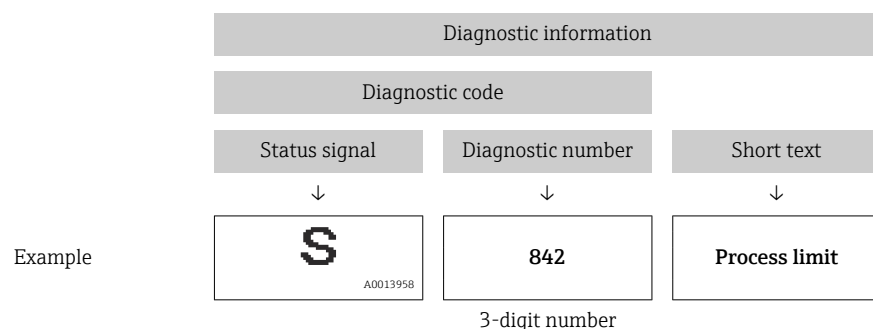 Diagnostic information
Diagnostic code
Status signal Diagnostic number Short text
↓ ↓ ↓
Example S 842 Process limit
A0013958
3-digit number